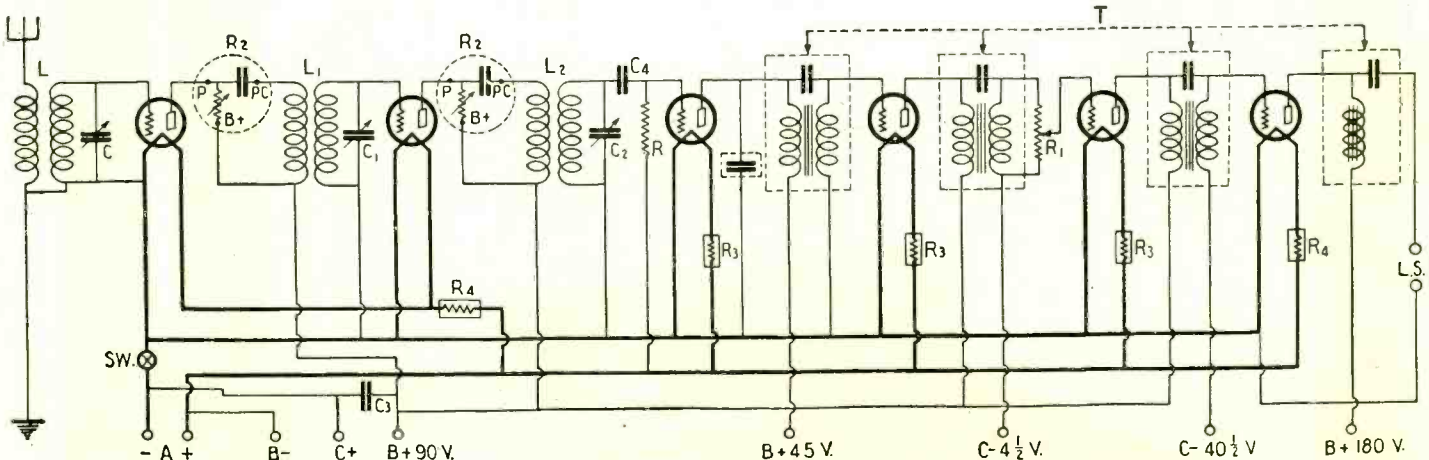 T
R2
R2
L
L1
L2
C4
P
PC
P
PC
B+
B+
C
C1
C2
R
R1
R3
R3
R3
R4
R4
L.S.
SW.
C3
- A +
B-
C+
B+90 V.
B+45 V.
C-4 1/2 V.
C-40 1/2 V
B+180 V.